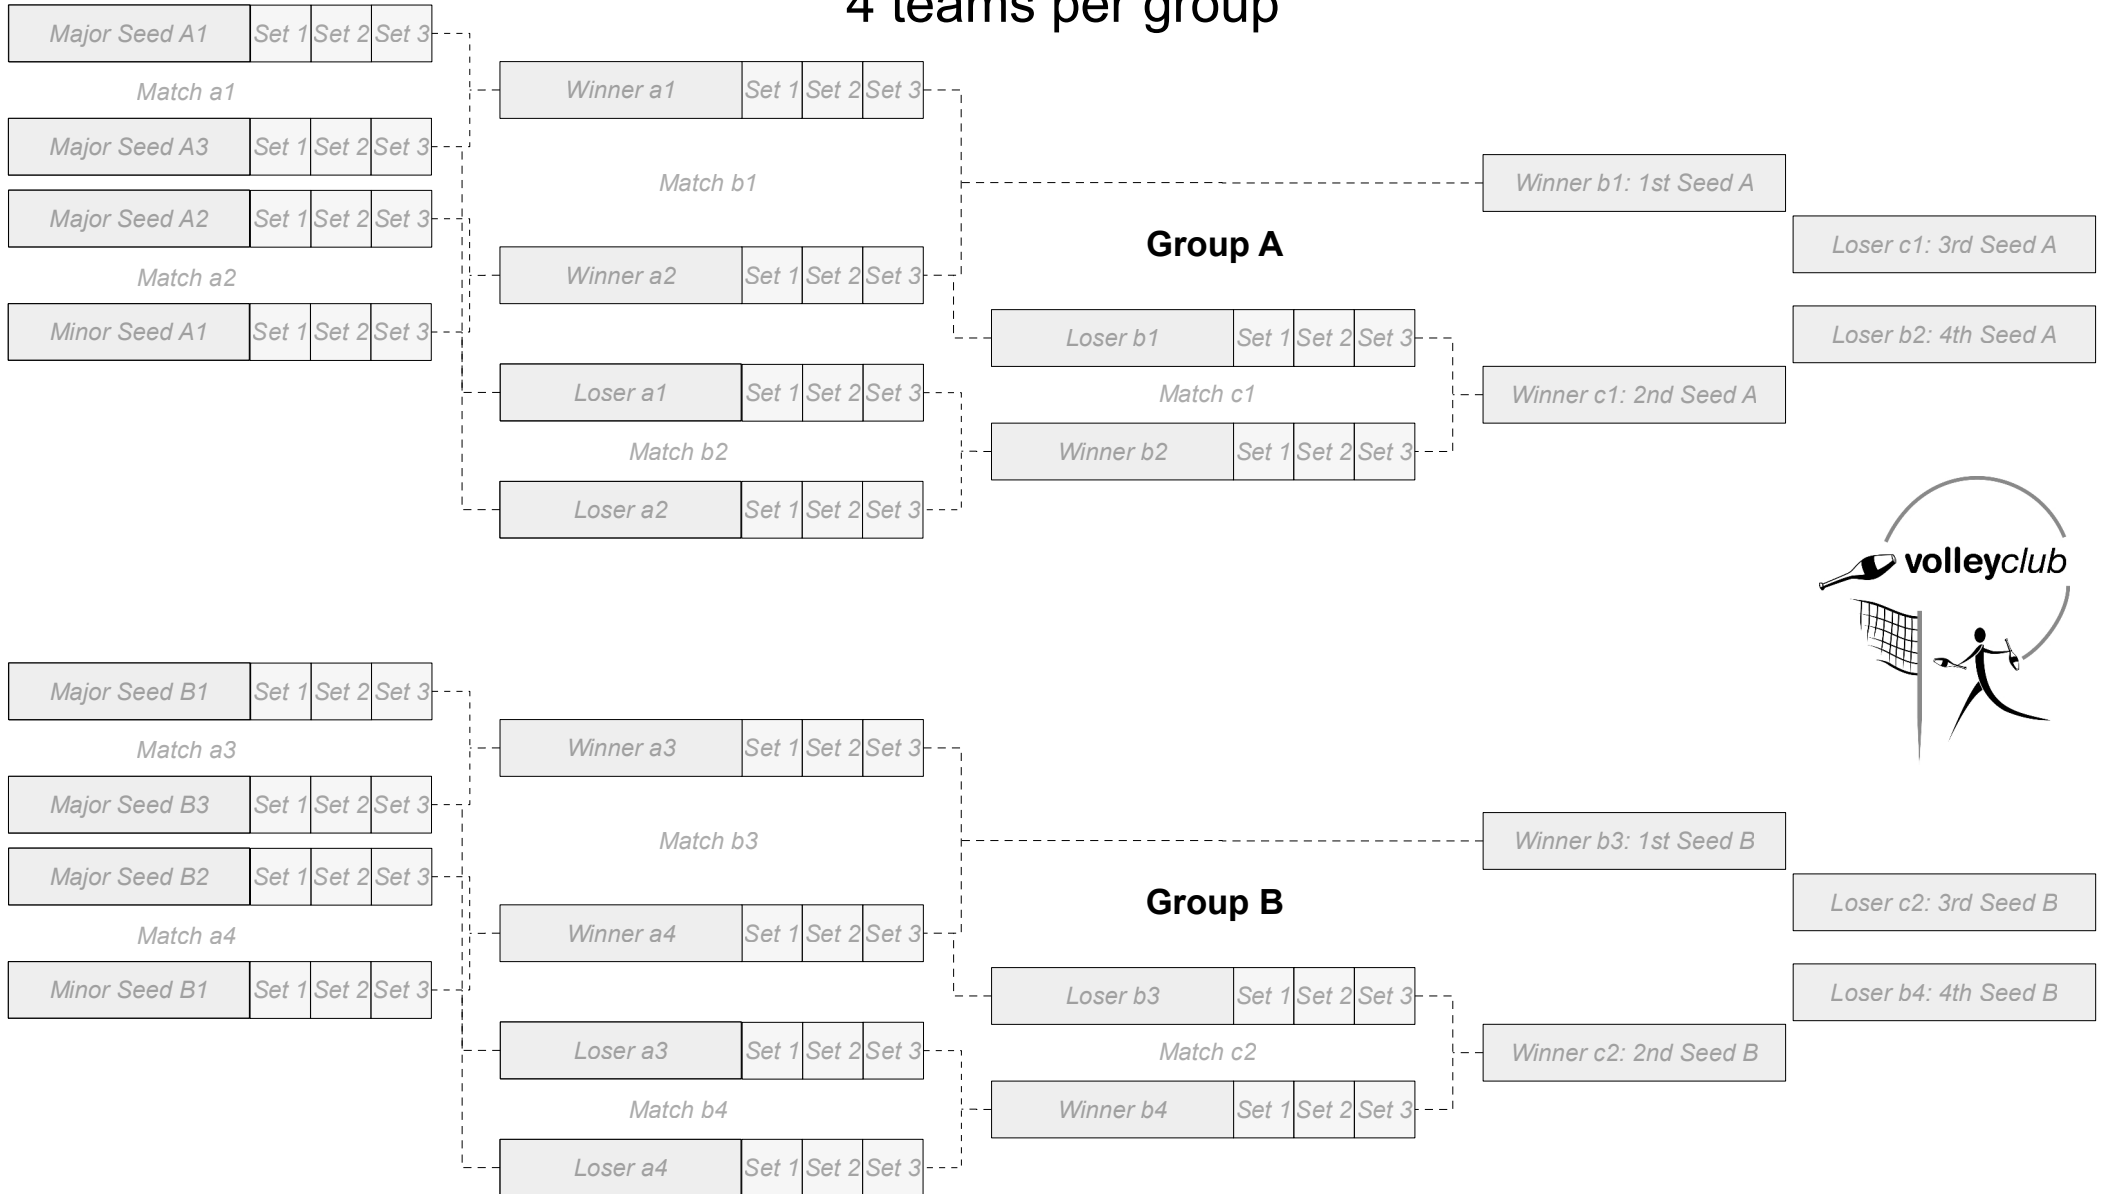 4 teams per group
Major Seed A1 Set 1 Set 2 Set 3
Match a1
Major Seed A3 Set 1 Set 2 Set 3
Major Seed A2 Set 1 Set 2 Set 3
Match a2
Minor Seed A1 Set 1 Set 2 Set 3
Winner a1 Set 1 Set 2 Set 3
Match b1
Winner a2 Set 1 Set 2 Set 3
Loser a1 Set 1 Set 2 Set 3
Match b2
Loser a2 Set 1 Set 2 Set 3
Group A
Loser b1 Set 1 Set 2 Set 3
Match c1
Winner b2 Set 1 Set 2 Set 3
Winner b1: 1st Seed A
Winner c1: 2nd Seed A
Loser c1: 3rd Seed A
Loser b2: 4th Seed A
volleyclub
Major Seed B1 Set 1 Set 2 Set 3
Match a3
Major Seed B3 Set 1 Set 2 Set 3
Major Seed B2 Set 1 Set 2 Set 3
Match a4
Minor Seed B1 Set 1 Set 2 Set 3
Winner a3 Set 1 Set 2 Set 3
Match b3
Winner a4 Set 1 Set 2 Set 3
Loser a3 Set 1 Set 2 Set 3
Match b4
Loser a4 Set 1 Set 2 Set 3
Group B
Loser b3 Set 1 Set 2 Set 3
Match c2
Winner b4 Set 1 Set 2 Set 3
Winner b3: 1st Seed B
Winner c2: 2nd Seed B
Loser c2: 3rd Seed B
Loser b4: 4th Seed B